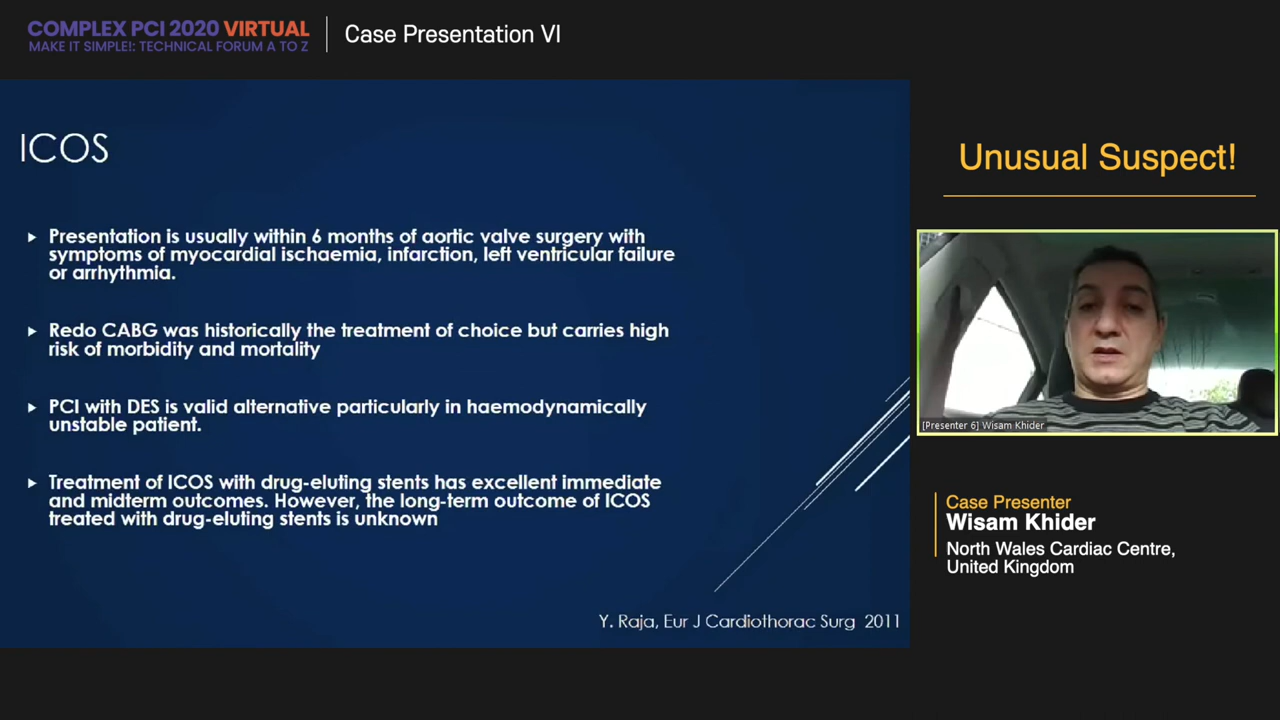 COMPLEX PCI 2020 VIRTUAL
MAKE IT SIMPLE!: TECHNICAL FORUM A TO Z
Case Presentation VI
ICOS
Presentation is usually within 6 months of aortic valve surgery with
symptoms of myocardial ischaemia, infarction, left ventricular failure
or arrhythmia.
Redo CABG was historically the treatment of choice but carries high
risk of morbidity and mortality
PCI with DES is valid alternative particularly in haemodynamically
unstable patient.
Treatment of ICOS with drug-eluting stents has excellent immediate
and midterm outcomes. However, the long-term outcome of ICOS
treated with drug-eluting stents is unknown
Y. Raja, Eur J Cardiothorac Surg 2011
Unusual Suspect!
[Presenter 6] Wisam Khider
Case Presenter
Wisam Khider
North Wales Cardiac Centre,
United Kingdom